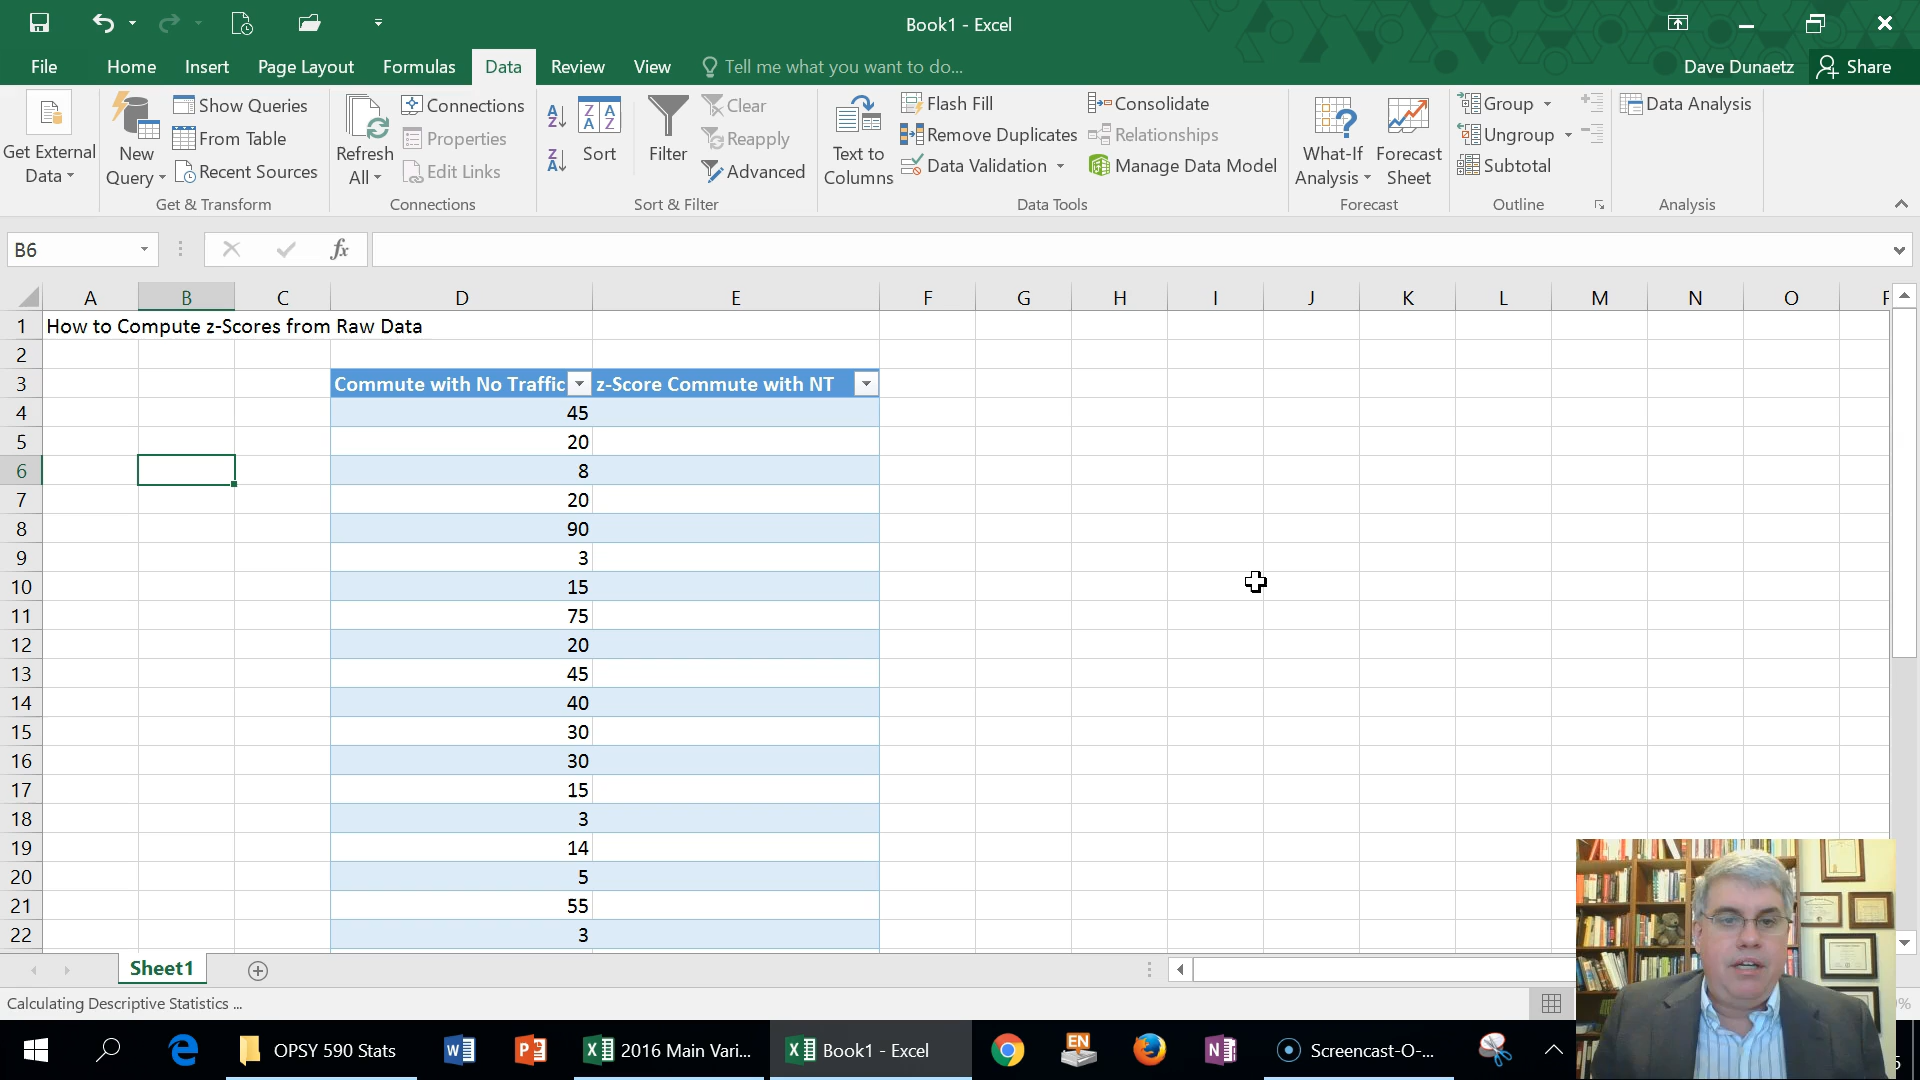 Book1 - Excel
File Home Insert Page Layout Formulas Data Review View Tell me what you want to do... Dave Dunaetz Share
Get External Data
New Query
Show Queries
From Table
Recent Sources
Get & Transform
Refresh All
Connections
Properties
Edit Links
Connections
Sort
Filter
Clear
Reapply
Advanced
Sort & Filter
Text to Columns
Flash Fill
Remove Duplicates
Data Validation
Consolidate
Relationships
Manage Data Model
Data Tools
What-If Analysis
Forecast Sheet
Forecast
Group
Ungroup
Subtotal
Outline
Data Analysis
Analysis
B6 fx
A B C D E F G H I J K L M N O
1 How to Compute z-Scores from Raw Data
2
3 Commute with No Traffic z-Score Commute with NT
4 45
5 20
6 8
7 20
8 90
9 3
10 15
11 75
12 20
13 45
14 40
15 30
16 30
17 15
18 3
19 14
20 5
21 55
22 3
Sheet1
Calculating Descriptive Statistics ...
OPSY 590 Stats 2016 Main Vari... Book1 - Excel EN Screencast-O-...